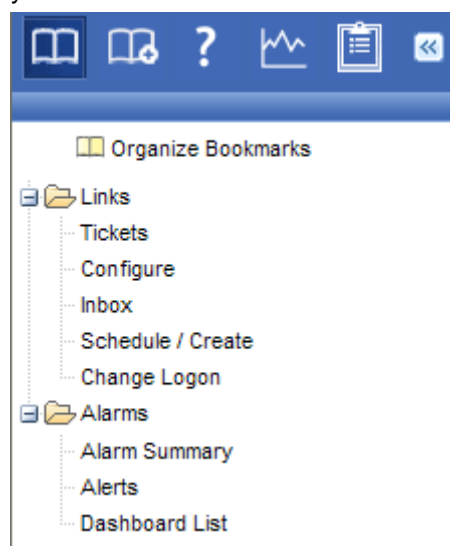 Organize Bookmarks
Links
Tickets
Configure
Inbox
Schedule / Create
Change Logon
Alarms
Alarm Summary
Alerts
Dashboard List